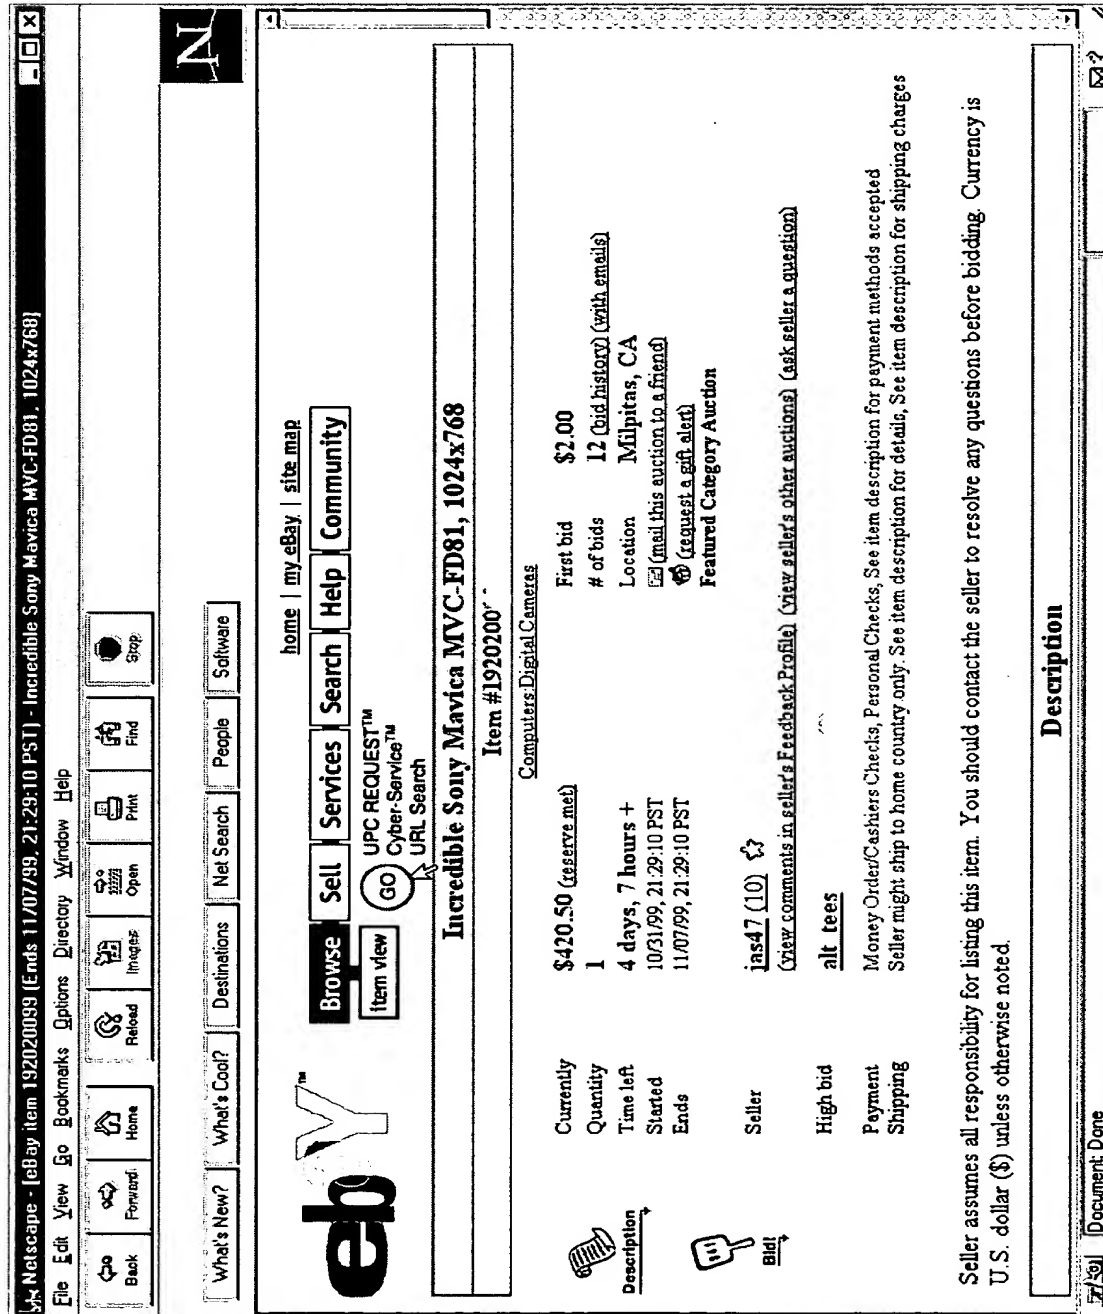 Netscape - [eBay item 192020099 (Ends 11/07/99, 21:29:10 PST) - Incredible Sony Mavica MVC-FD81, 1024x768]
File Edit View Go Bookmarks Options Directory Window Help
Back Forward Home Reload Images Open Print Find Stop
What's New? What's Cool? Destinations Net Search People Software
N
home | my eBay | site map
ebY™
Browse Sell Services Search Help Community
item view
GO
UPC REQUEST™
Cyber-Service™
URL Search
Incredible Sony Mavica MVC-FD81, 1024x768
Item #1920200
Computers:Digital Cameras
Currently $420.50 (reserve met) First bid $2.00
Quantity 1 # of bids 12 (bid history) (with emails)
Time left 4 days, 7 hours + Location Milpitas, CA
Started 10/31/99, 21:29:10 PST (mail this auction to a friend)
Ends 11/07/99, 21:29:10 PST (request a gift alert)
Featured Category Auction
Description
Bid!
Seller jas47 (10)
(view comments in seller's Feedback Profile) (view seller's other auctions) (ask seller a question)
High bid alt tees
Payment Money Order/Cashiers Checks, Personal Checks, See item description for payment methods accepted
Shipping Seller might ship to home country only. See item description for details, See item description for shipping charges
Seller assumes all responsibility for listing this item. You should contact the seller to resolve any questions before bidding. Currency is
U.S. dollar ($) unless otherwise noted.
Description
Document: Done